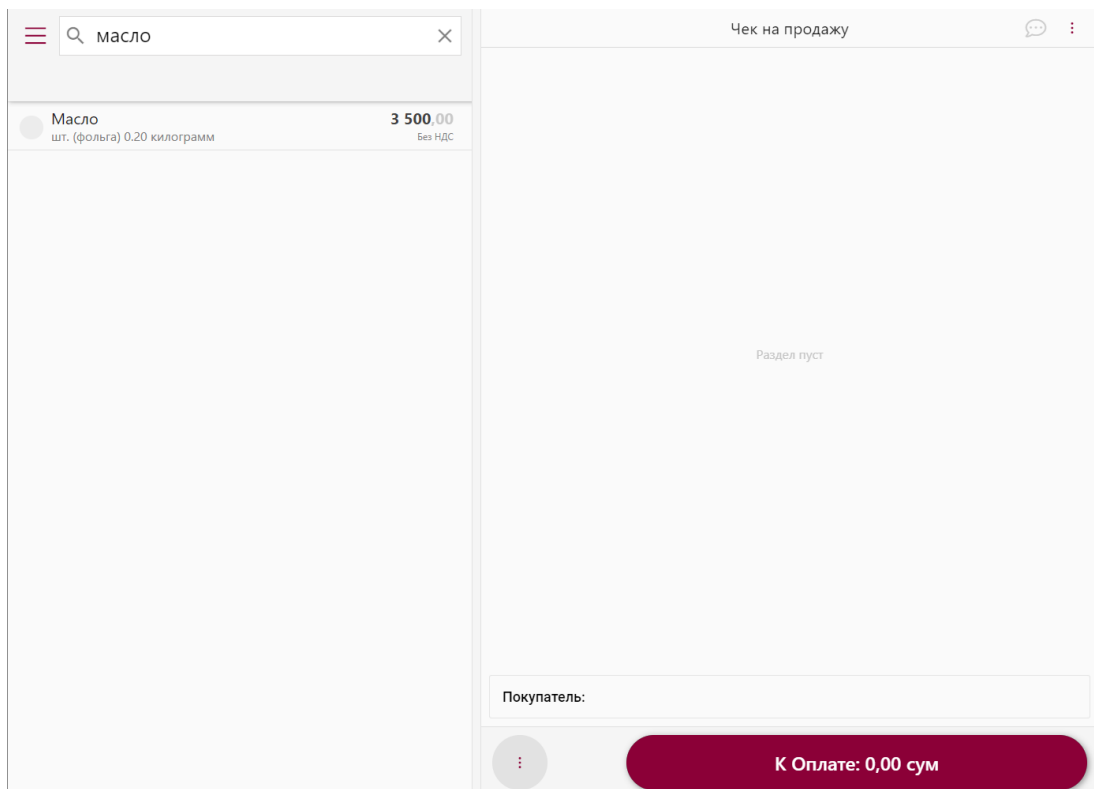 масло
Масло
3 500,00
шт. (фольга) 0.20 килограмм
Без НДС
Чек на продажу
Раздел пуст
Покупатель:
К Оплате: 0,00 сум